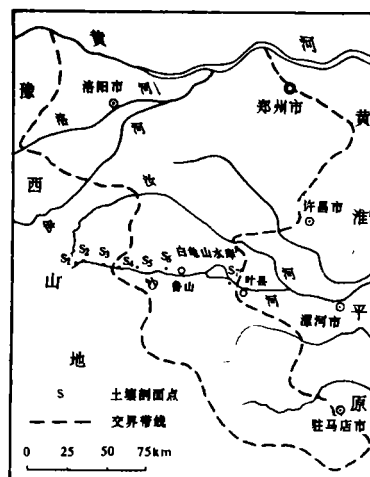 黄 河
豫 洛阳市 河
洛 河
郑州市
黄
西 汝 河
许昌市
淮
S₁ S₂ S₃ S₄ S₅ S₆ 白龟山水库 S₇
山 鲁山 叶县 河
河
漯河市 平
地
原
驻马店市
S 土壤剖面点
交界带线
0 25 50 75km